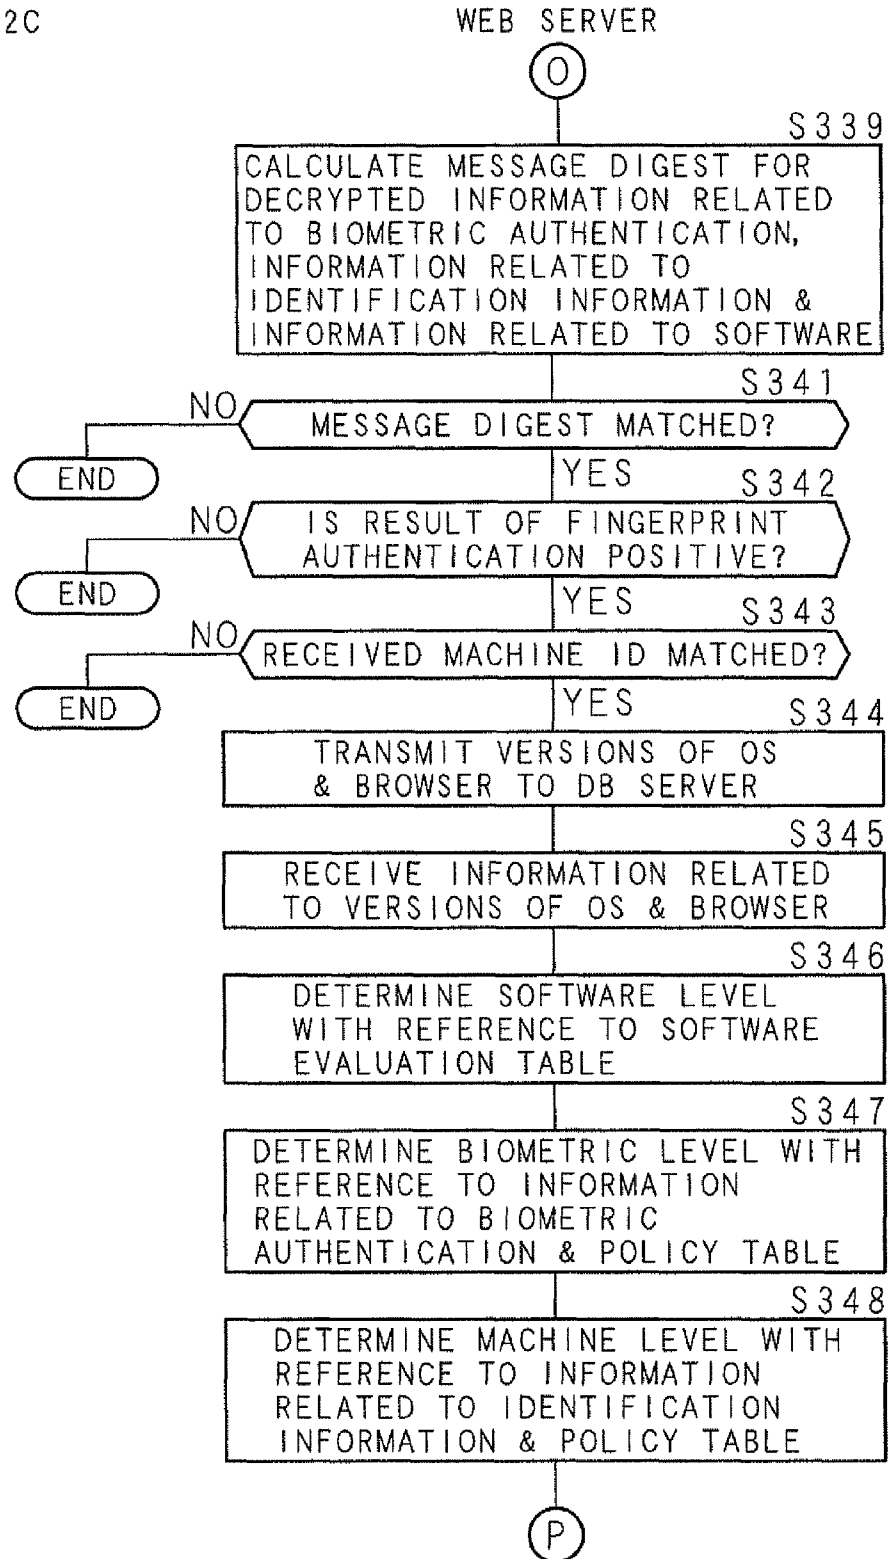 2C
WEB SERVER
O
S339
CALCULATE MESSAGE DIGEST FOR
DECRYPTED INFORMATION RELATED
TO BIOMETRIC AUTHENTICATION,
INFORMATION RELATED TO
IDENTIFICATION INFORMATION &
INFORMATION RELATED TO SOFTWARE
S341
NO
MESSAGE DIGEST MATCHED?
END
YES
S342
NO
IS RESULT OF FINGERPRINT
AUTHENTICATION POSITIVE?
END
YES
S343
NO
RECEIVED MACHINE ID MATCHED?
END
YES
S344
TRANSMIT VERSIONS OF OS
& BROWSER TO DB SERVER
S345
RECEIVE INFORMATION RELATED
TO VERSIONS OF OS & BROWSER
S346
DETERMINE SOFTWARE LEVEL
WITH REFERENCE TO SOFTWARE
EVALUATION TABLE
S347
DETERMINE BIOMETRIC LEVEL WITH
REFERENCE TO INFORMATION
RELATED TO BIOMETRIC
AUTHENTICATION & POLICY TABLE
S348
DETERMINE MACHINE LEVEL WITH
REFERENCE TO INFORMATION
RELATED TO IDENTIFICATION
INFORMATION & POLICY TABLE
P